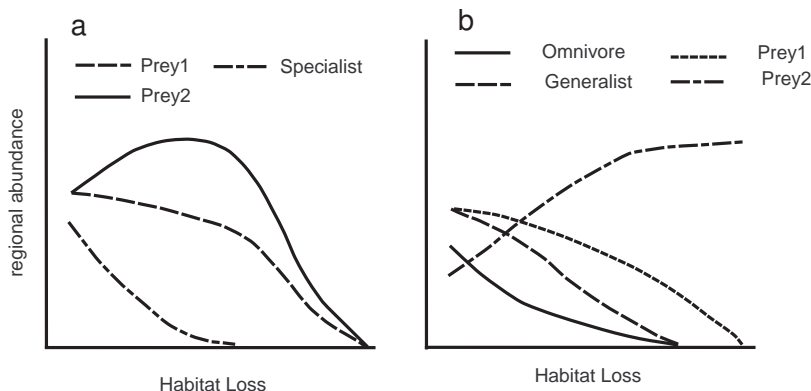 a
Prey1 Specialist
Prey2
regional abundance
Habitat Loss
b
Omnivore Prey1
Generalist Prey2
Habitat Loss